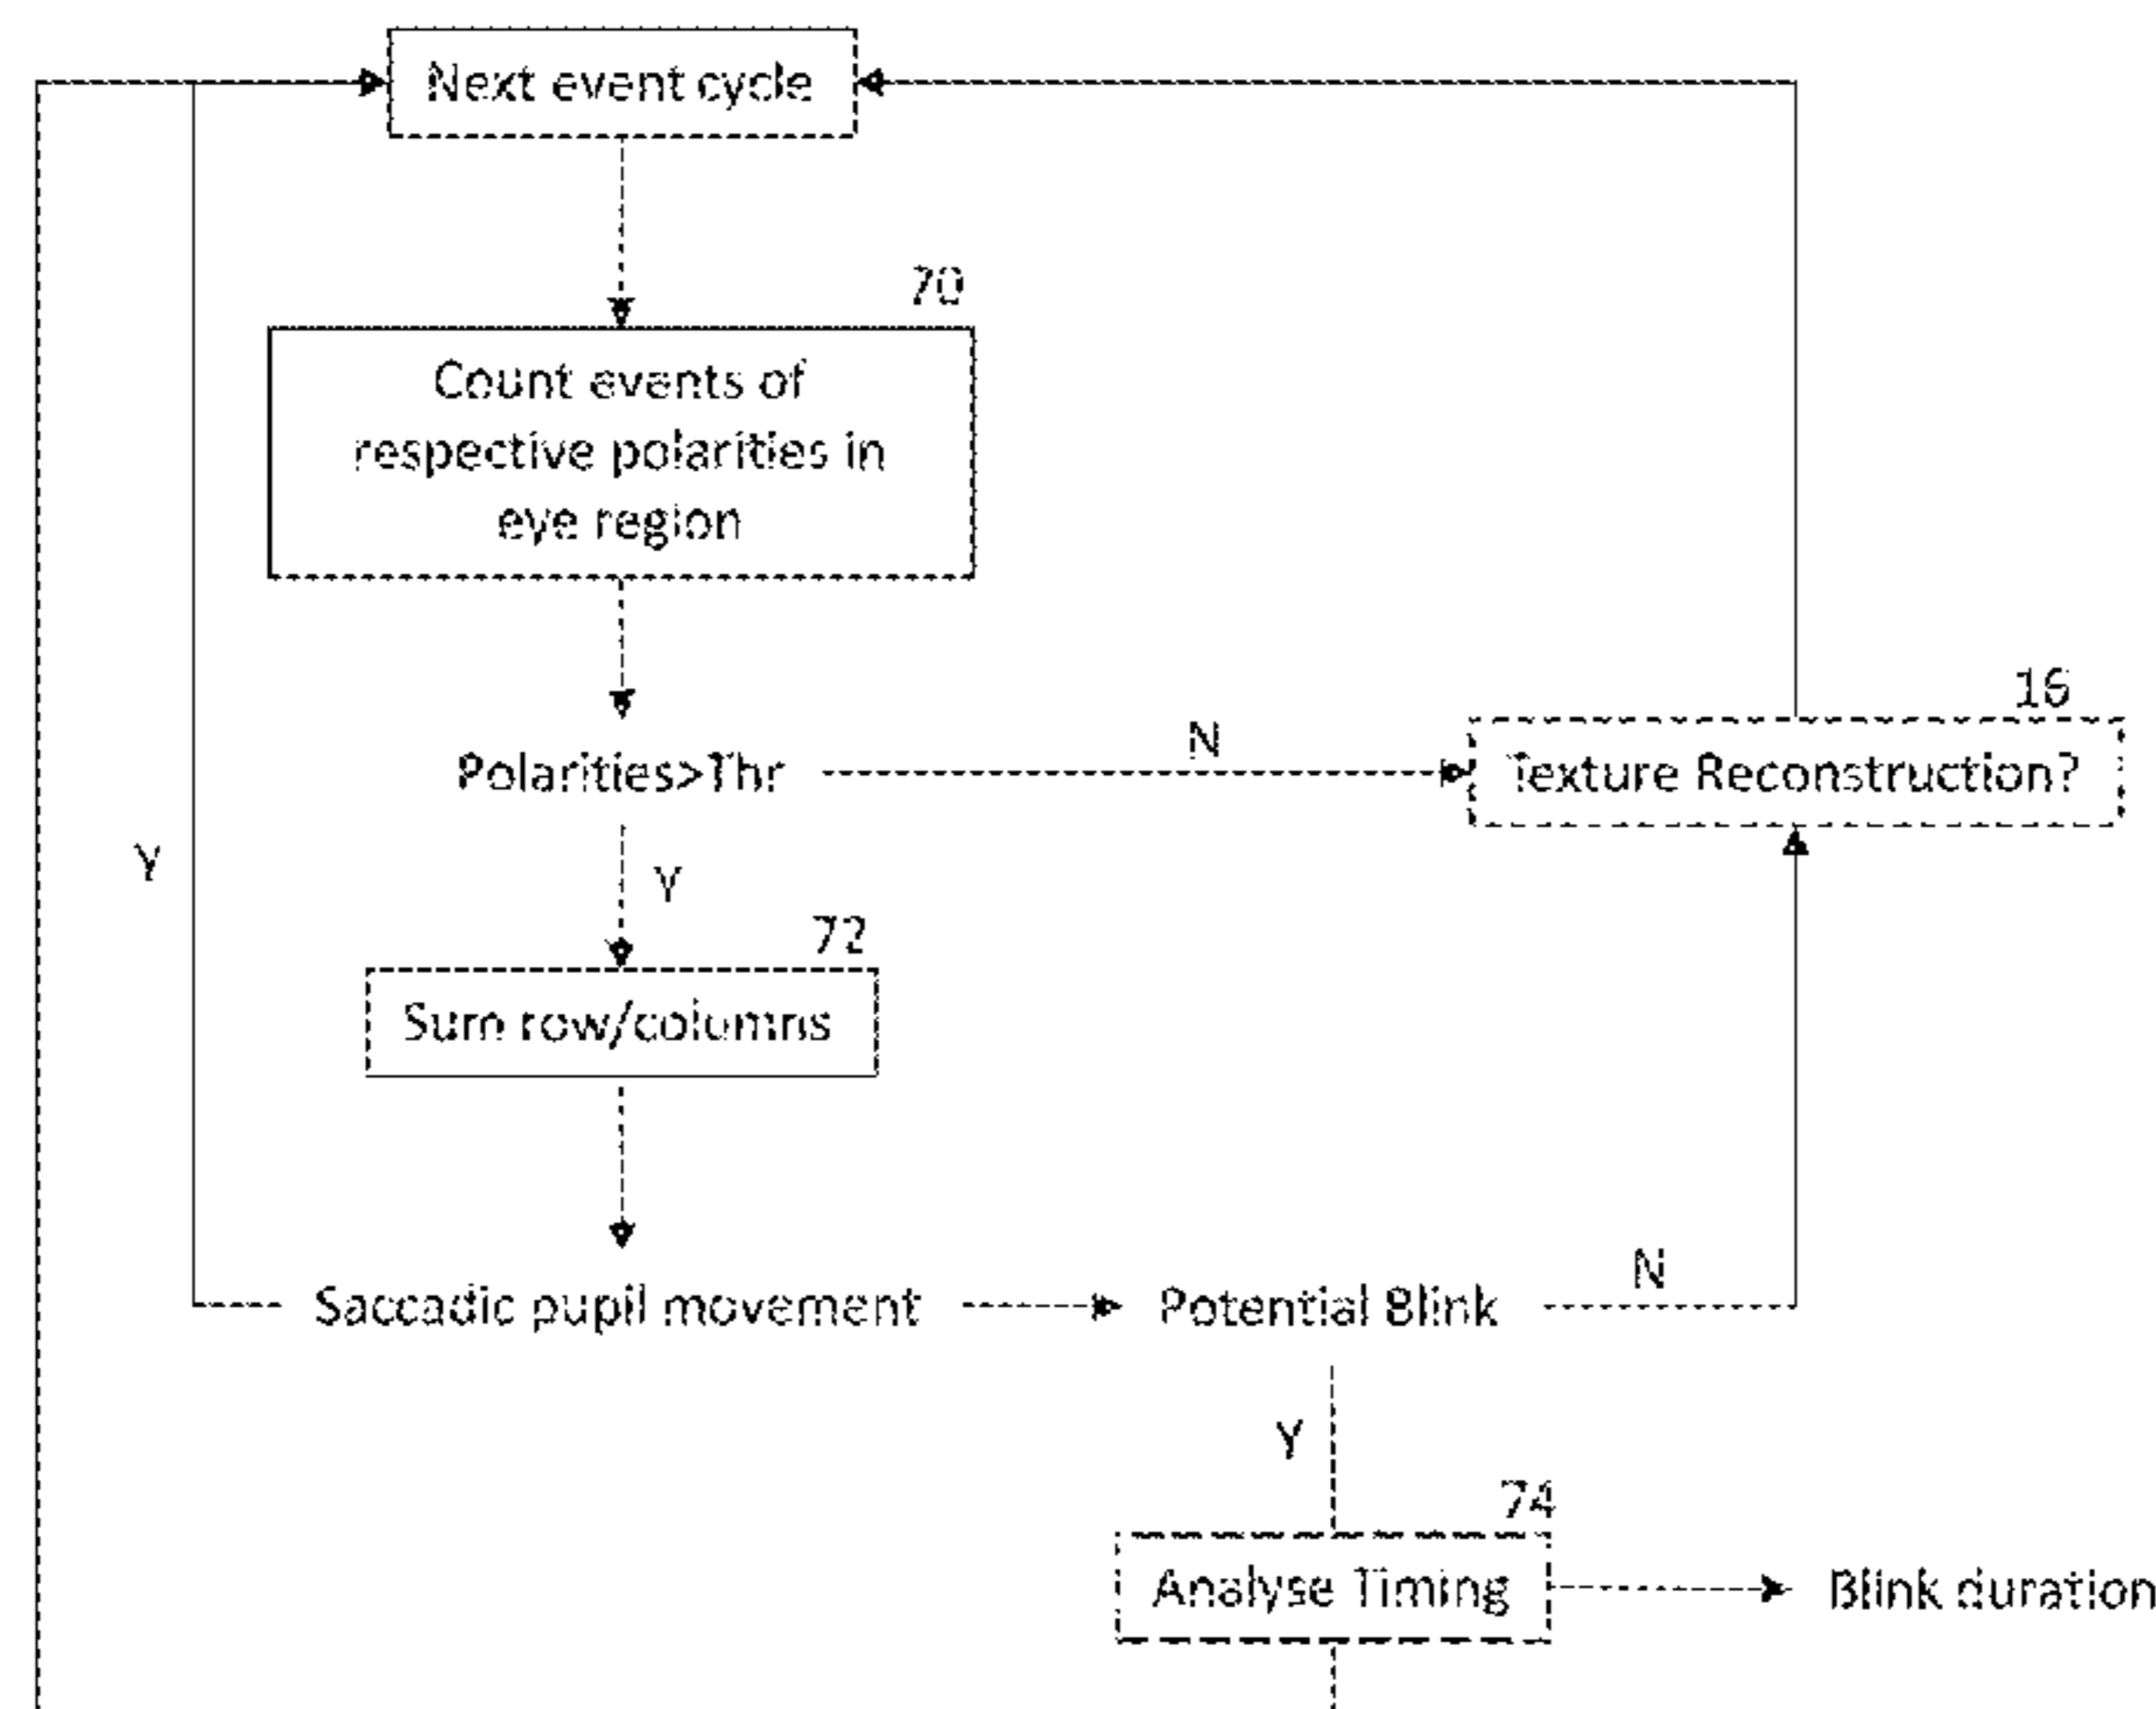 Next event cycle
70
Count events of
respective polarities in
eye region
16
Polarities>Thr
N
Texture Reconstruction?
Y
Y
72
Sum row/columns
Saccadic pupil movement
Potential Blink
N
Y
74
Analyse Timing
Blink duration